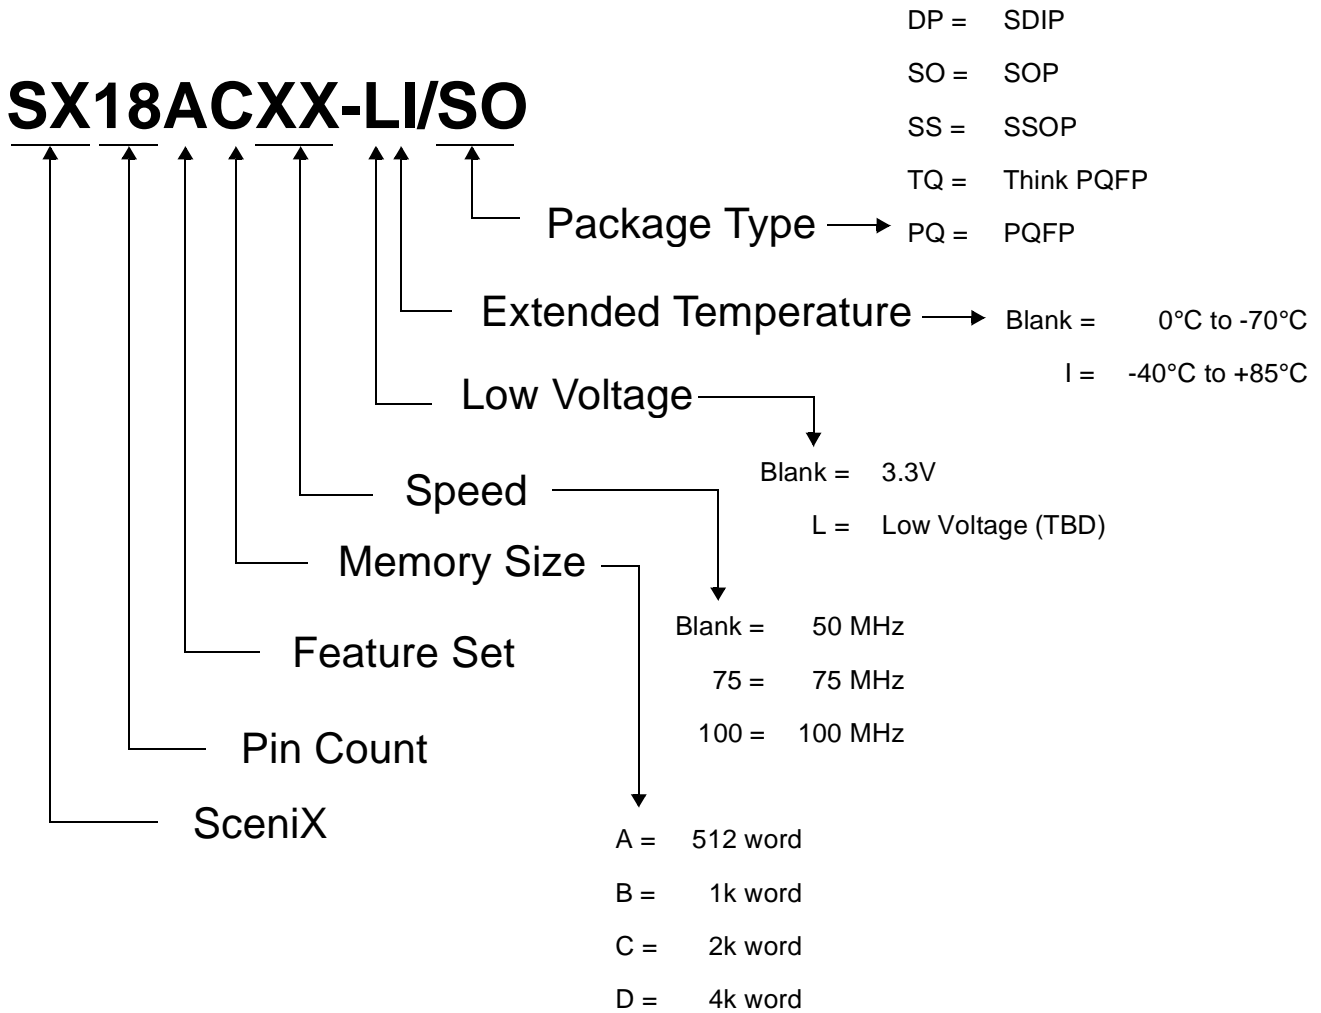 DP = SDIP
SX18ACXX-LI/SO
SO = SOP
SS = SSOP
TQ = Think PQFP
Package Type
PQ = PQFP
Extended Temperature
Blank = 0°C to -70°C
I = -40°C to +85°C
Low Voltage
Blank = 3.3V
L = Low Voltage (TBD)
Speed
Memory Size
Blank = 50 MHz
75 = 75 MHz
100 = 100 MHz
Feature Set
Pin Count
SceniX
A = 512 word
B = 1k word
C = 2k word
D = 4k word